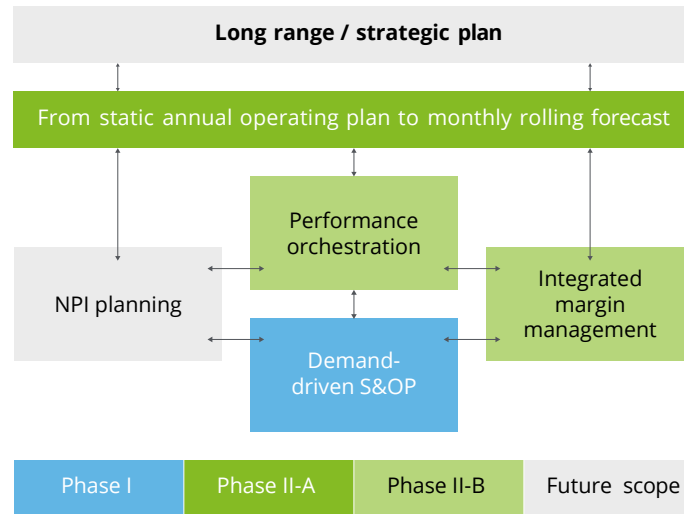 Long range / strategic plan
From static annual operating plan to monthly rolling forecast
Performance
orchestration
NPI planning
Integrated
margin
management
Demand-
driven S&OP
Phase I
Phase II-A
Phase II-B
Future scope